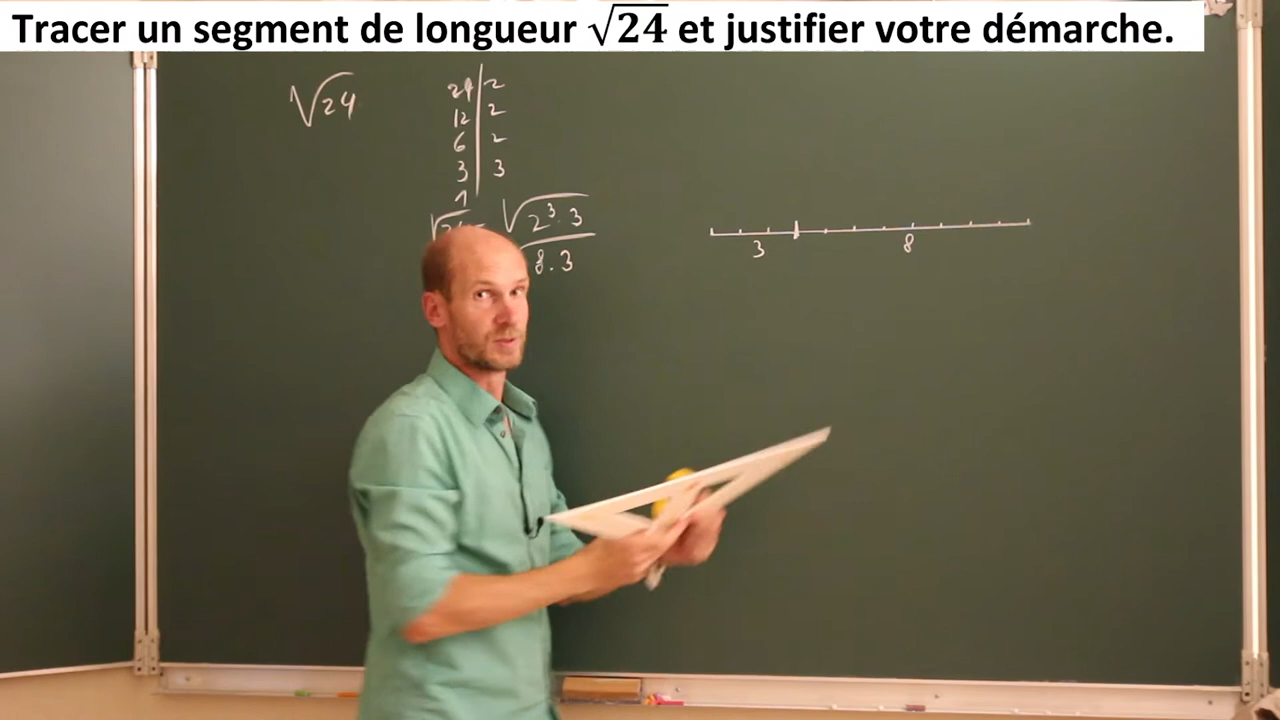 Tracer un segment de longueur √24 et justifier votre démarche.
√24
24 | 2
12 | 2
6 | 2
3 | 3
1
√(2³ · 3)
8 . 3
3
8